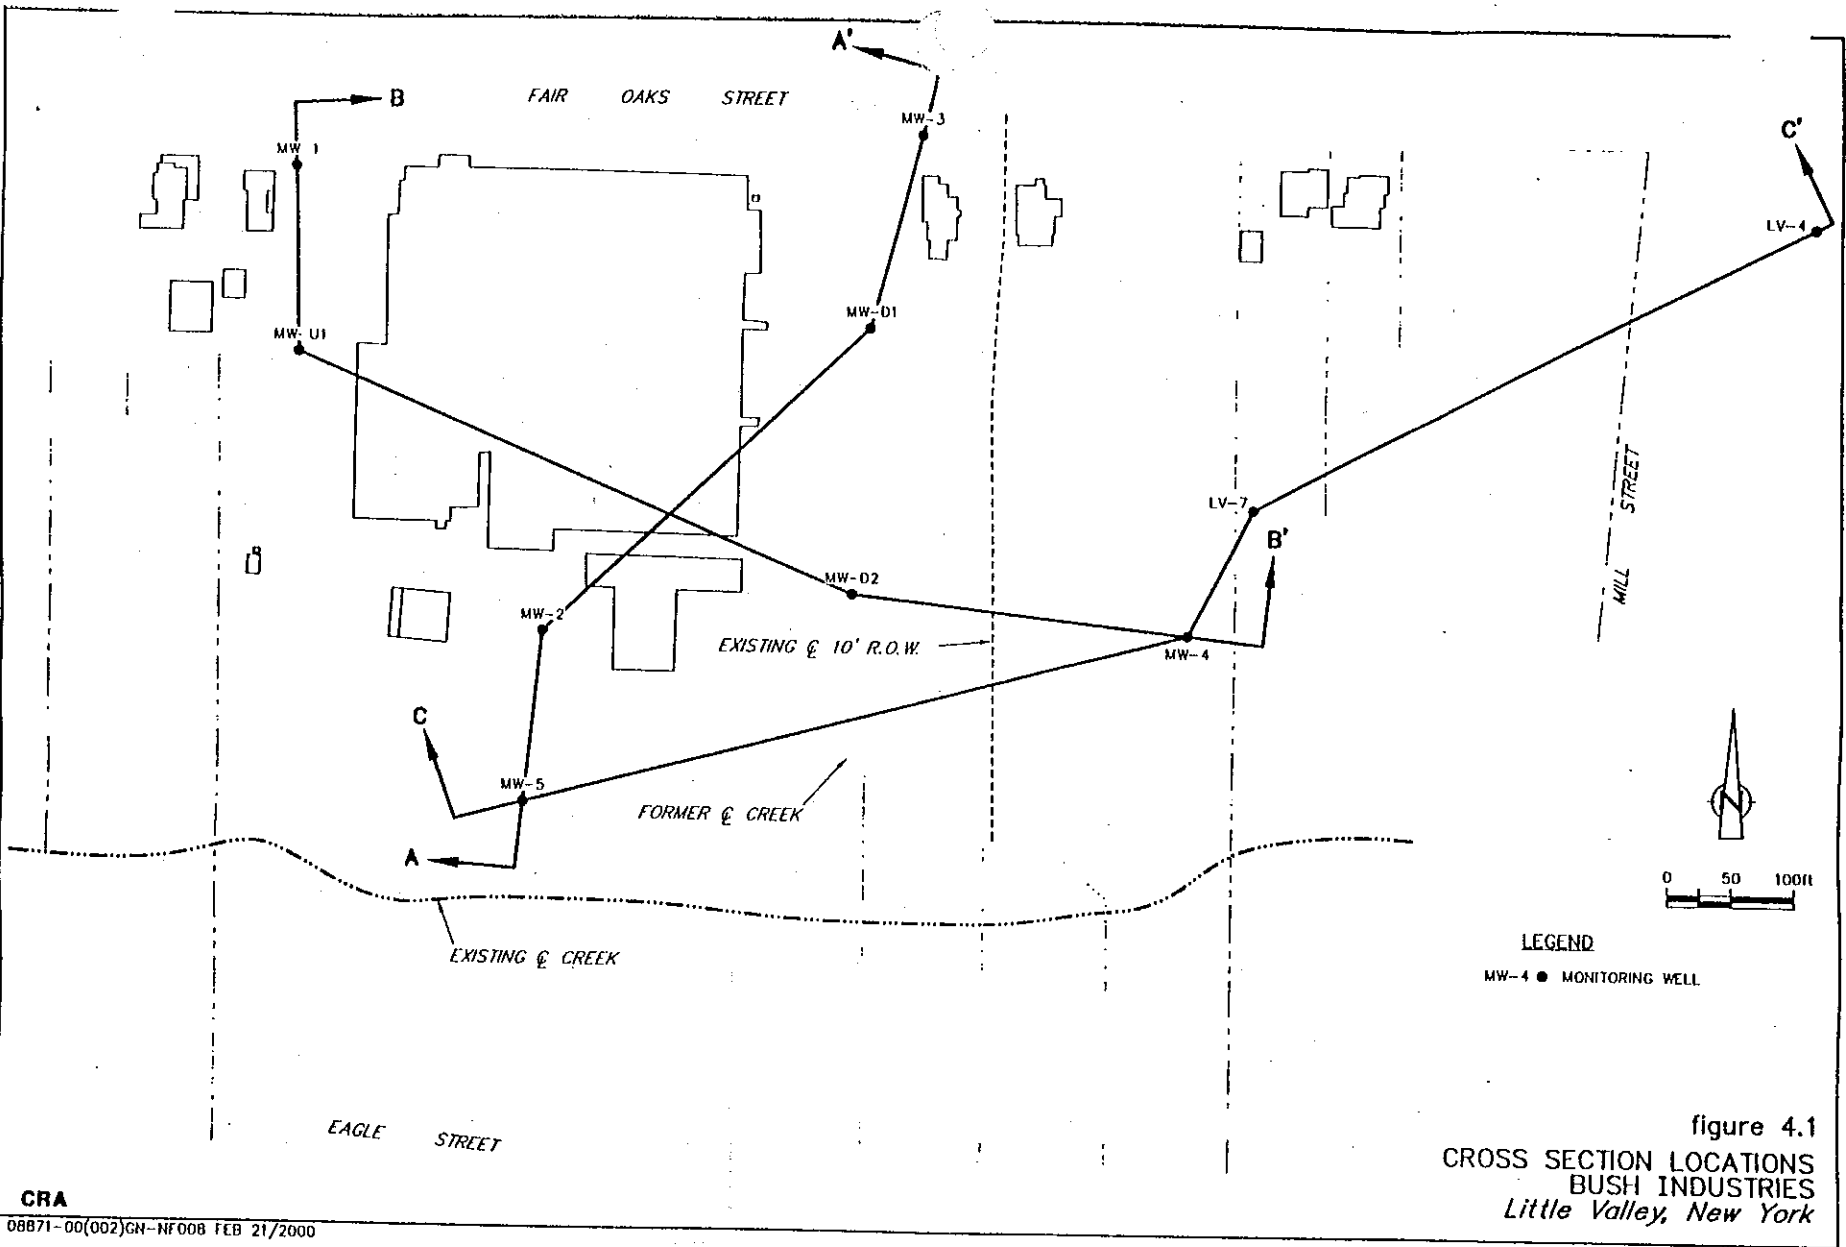 A'
B
FAIR OAKS STREET
MW-3
C'
MW-1
LV-4
MW-D1
MW-U1
MILL STREET
LV-7
B'
MW-D2
MW-2
EXISTING ℄ 10' R.O.W.
MW-4
C
MW-5
FORMER ℄ CREEK
A
N
0 50 100ft
LEGEND
EXISTING ℄ CREEK
MW-4 ● MONITORING WELL
EAGLE STREET
figure 4.1
CROSS SECTION LOCATIONS
BUSH INDUSTRIES
Little Valley, New York
CRA
08871-00(002)GN-NF008 FEB 21/2000